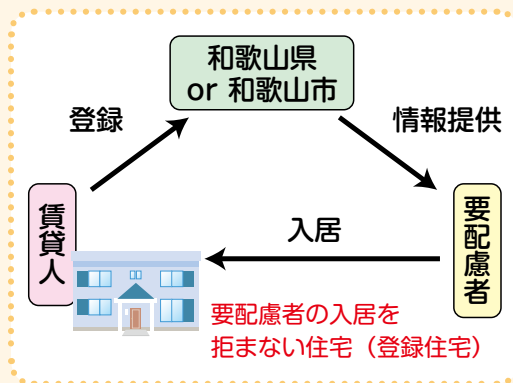 和歌山県
or 和歌山市
登録
情報提供
賃貸人
要配慮者
入居
要配慮者の入居を
拒まない住宅（登録住宅）